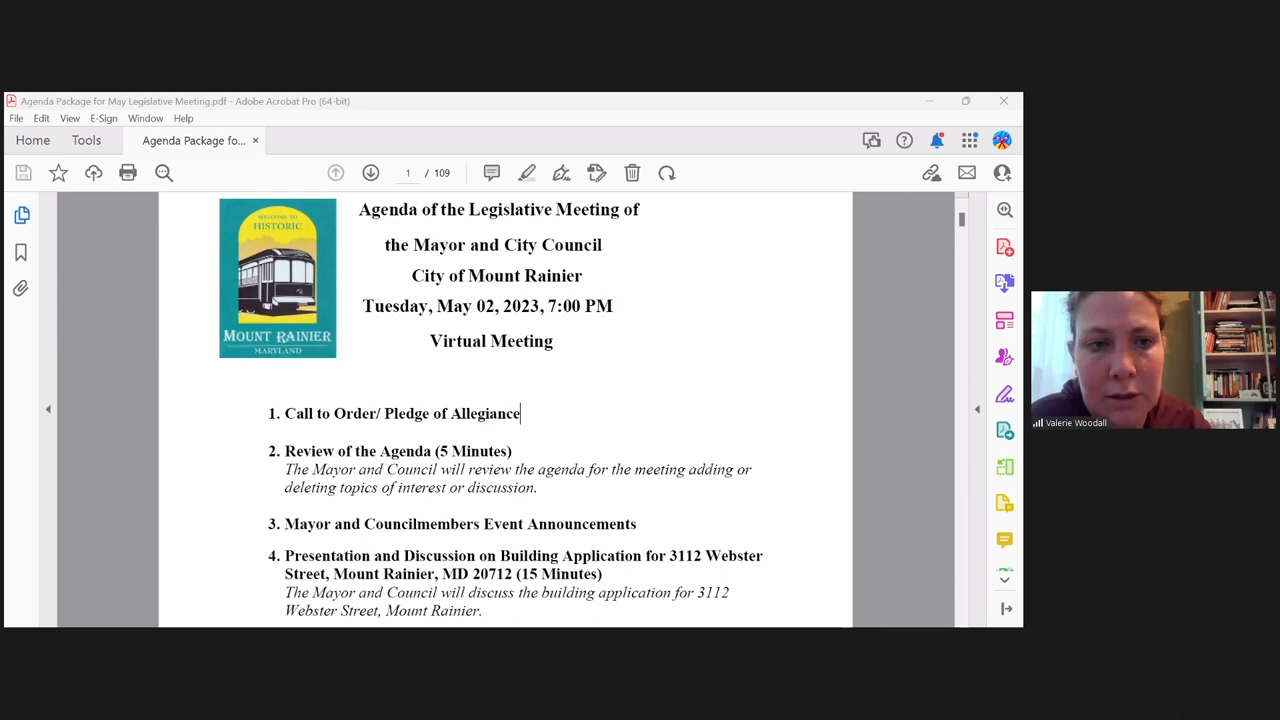 Agenda Package for May Legislative Meeting.pdf - Adobe Acrobat Pro (64-bit)
File Edit View E-Sign Window Help
Home Tools Agenda Package fo... ×
1 / 109
WELCOME TO
HISTORIC
MOUNT RAINIER
MARYLAND
Agenda of the Legislative Meeting of
the Mayor and City Council
City of Mount Rainier
Tuesday, May 02, 2023, 7:00 PM
Virtual Meeting
1. Call to Order/ Pledge of Allegiance
2. Review of the Agenda (5 Minutes)
The Mayor and Council will review the agenda for the meeting adding or
deleting topics of interest or discussion.
3. Mayor and Councilmembers Event Announcements
4. Presentation and Discussion on Building Application for 3112 Webster
Street, Mount Rainier, MD 20712 (15 Minutes)
The Mayor and Council will discuss the building application for 3112
Webster Street, Mount Rainier.
Valerie Woodall